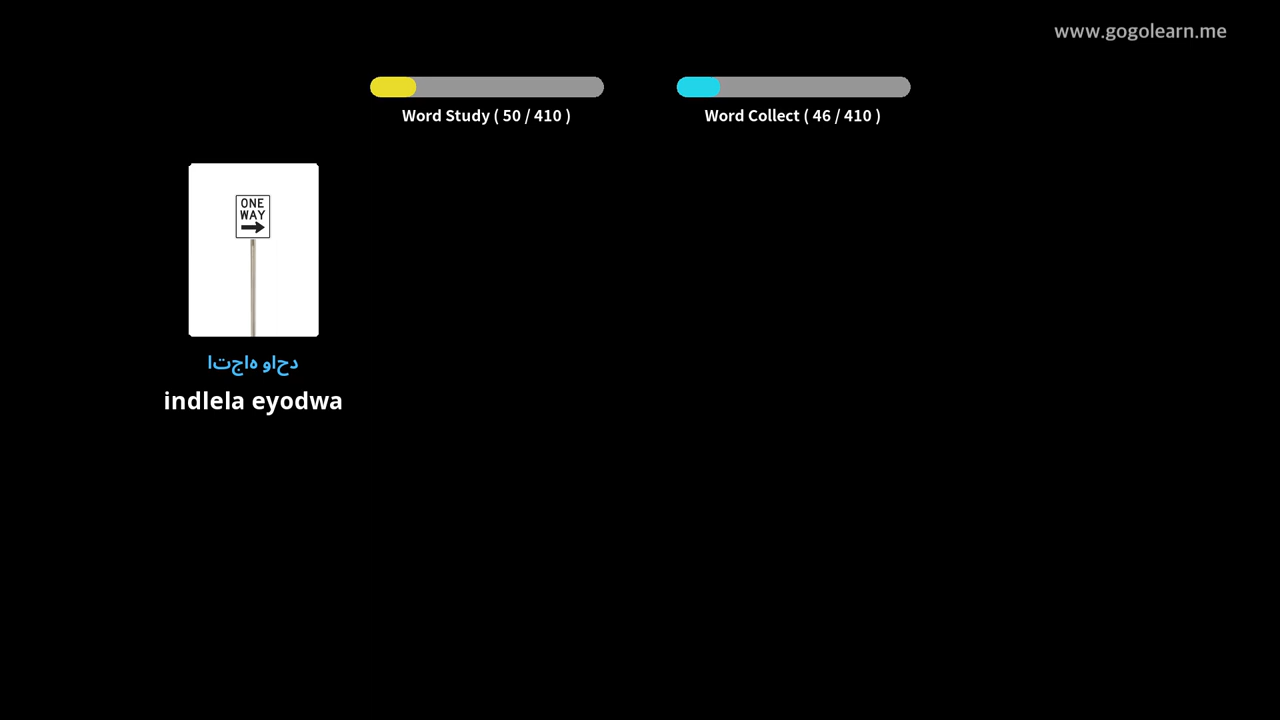 www.gogolearn.me
Word Study ( 50 / 410 )
Word Collect ( 46 / 410 )
ONE
WAY
اتجاه واحد
indlela eyodwa